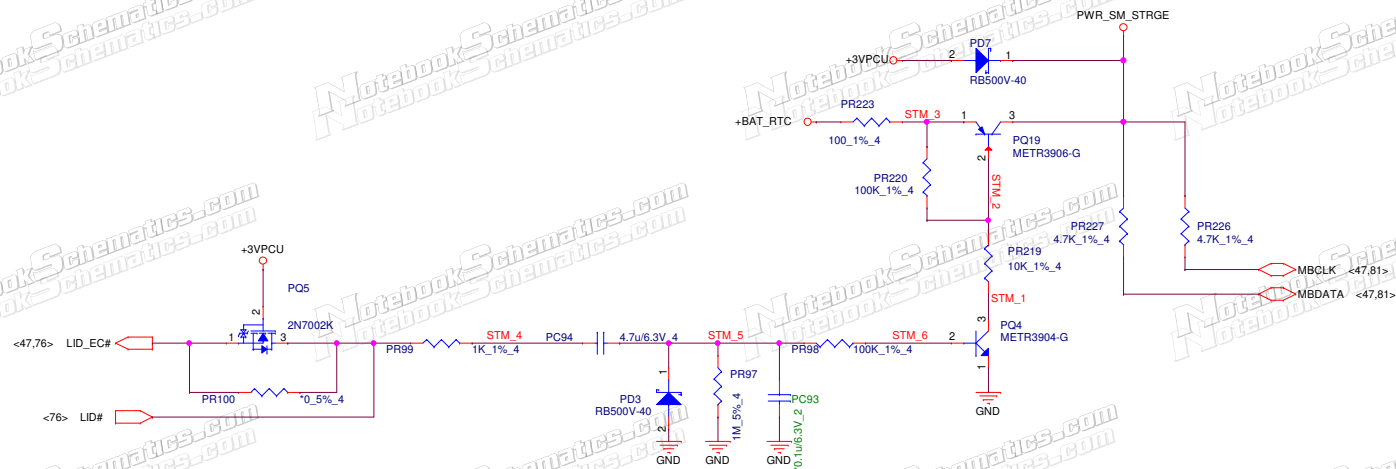 NotebookSchematics.com
PWR_SM_STRGE
+3VPCU
2
PD7
1
RB500V-40
+BAT_RTC
PR223
100_1%_4
STM_3
1
3
PQ19
METR3906-G
2
STM_2
PR220
100K_1%_4
PR227
4.7K_1%_4
PR226
4.7K_1%_4
PR219
10K_1%_4
MBCLK <47,81>
MBDATA <47,81>
STM_1
+3VPCU
PQ5
2
2N7002K
1
3
<47,76> LID_EC#
PR99
STM_4
1K_1%_4
PC94
4.7u/6.3V_4
STM_5
PR98
STM_6
100K_1%_4
2
3
PQ4
METR3904-G
1
GND
PR100
*0_5%_4
<76> LID#
1
PD3
RB500V-40
2
GND
PR97
1M_5%_4
GND
PC93
*0.1u/6.3V_2
GND